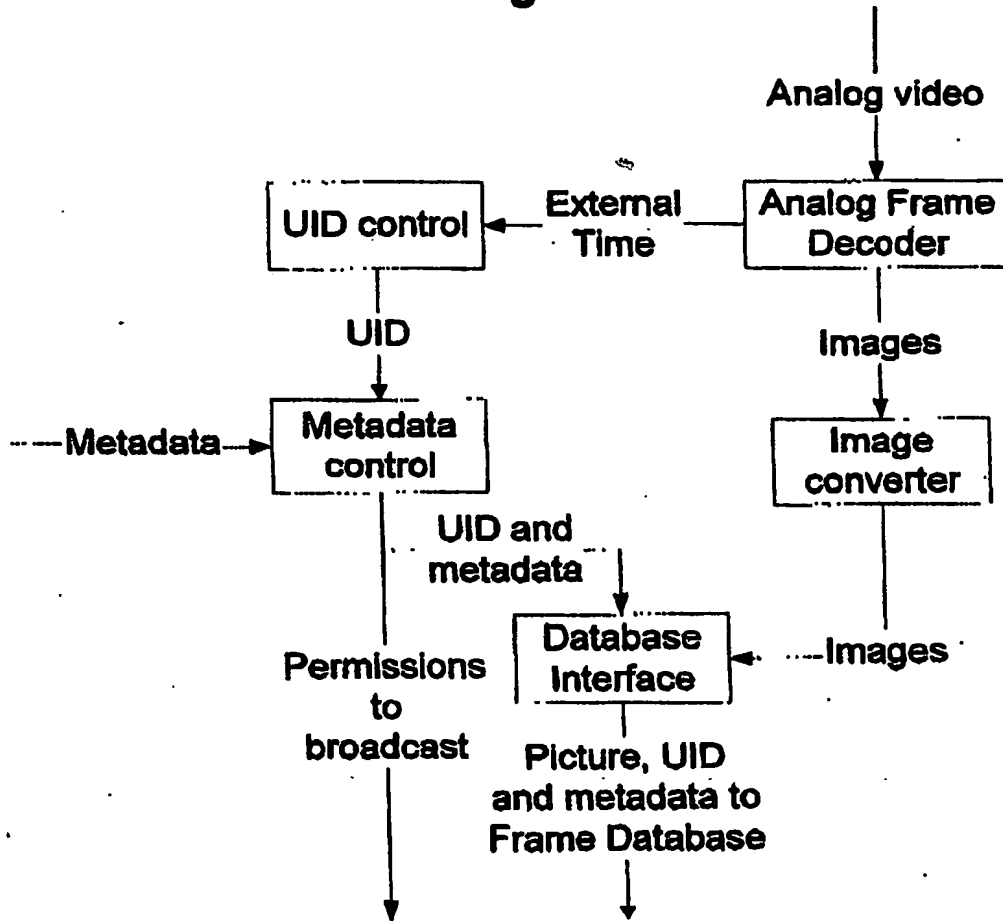 Analog video
UID control
External
Time
Analog Frame
Decoder
UID
Images
Metadata
Metadata
control
Image
converter
UID and
metadata
Database
Interface
Images
Permissions
to
broadcast
Picture, UID
and metadata to
Frame Database